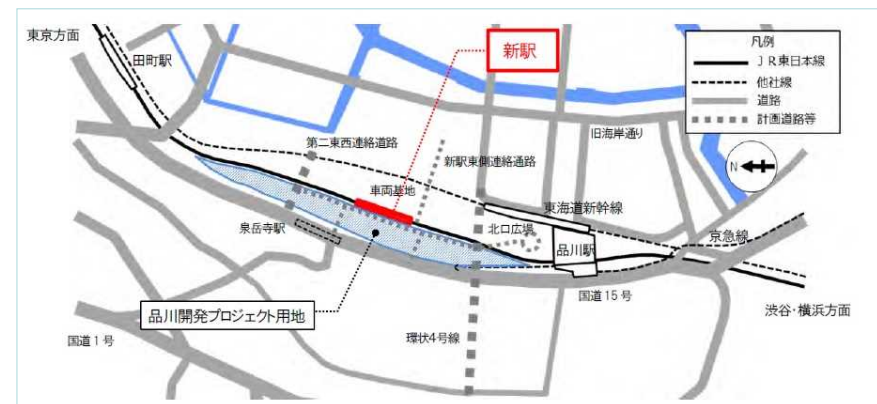 東京方面
田町駅
新駅
凡例
JR東日本線
他社線
道路
計画道路等
第二東西連絡道路
新駅東側連絡通路
旧海岸通り
N
車両基地
東海道新幹線
泉岳寺駅
北口広場
品川駅
京急線
品川開発プロジェクト用地
国道15号
渋谷・横浜方面
国道1号
環状4号線